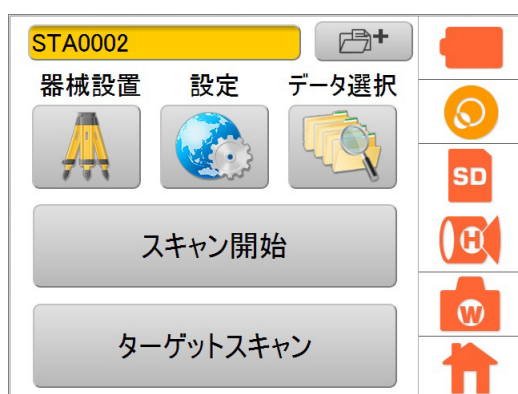 STA0002
器械設置 設定 データ選択
SD
スキャン開始
H
W
ターゲットスキャン